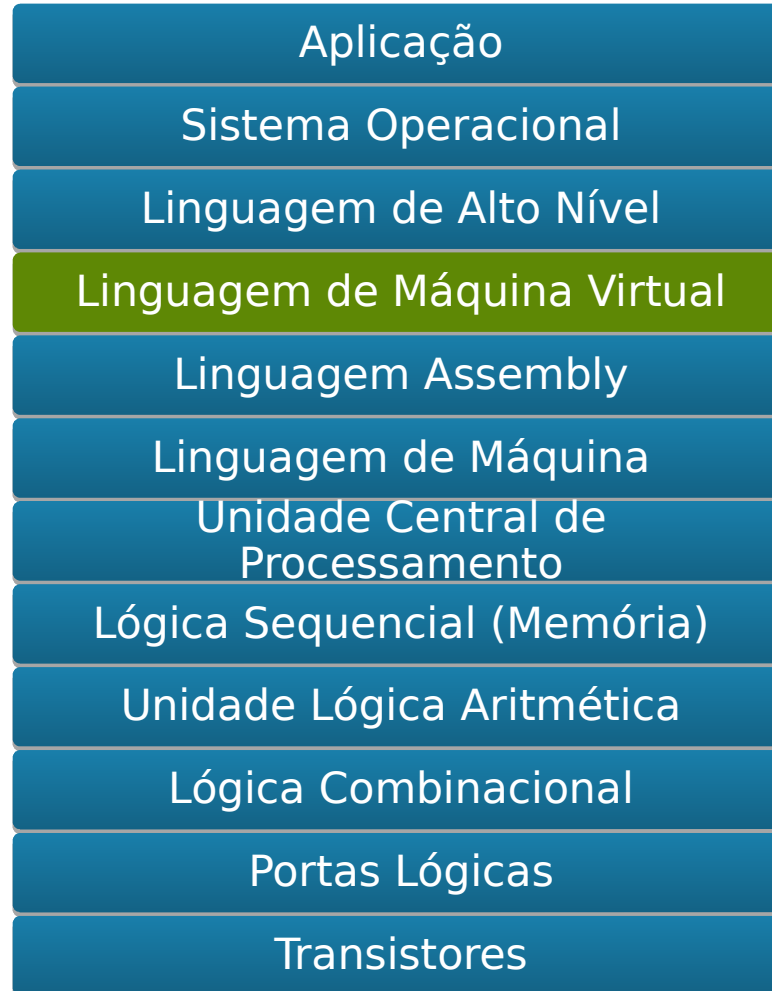 Aplicação
Sistema Operacional
Linguagem de Alto Nível
Linguagem de Máquina Virtual
Linguagem Assembly
Linguagem de Máquina
Unidade Central de
Processamento
Lógica Sequencial (Memória)
Unidade Lógica Aritmética
Lógica Combinacional
Portas Lógicas
Transistores